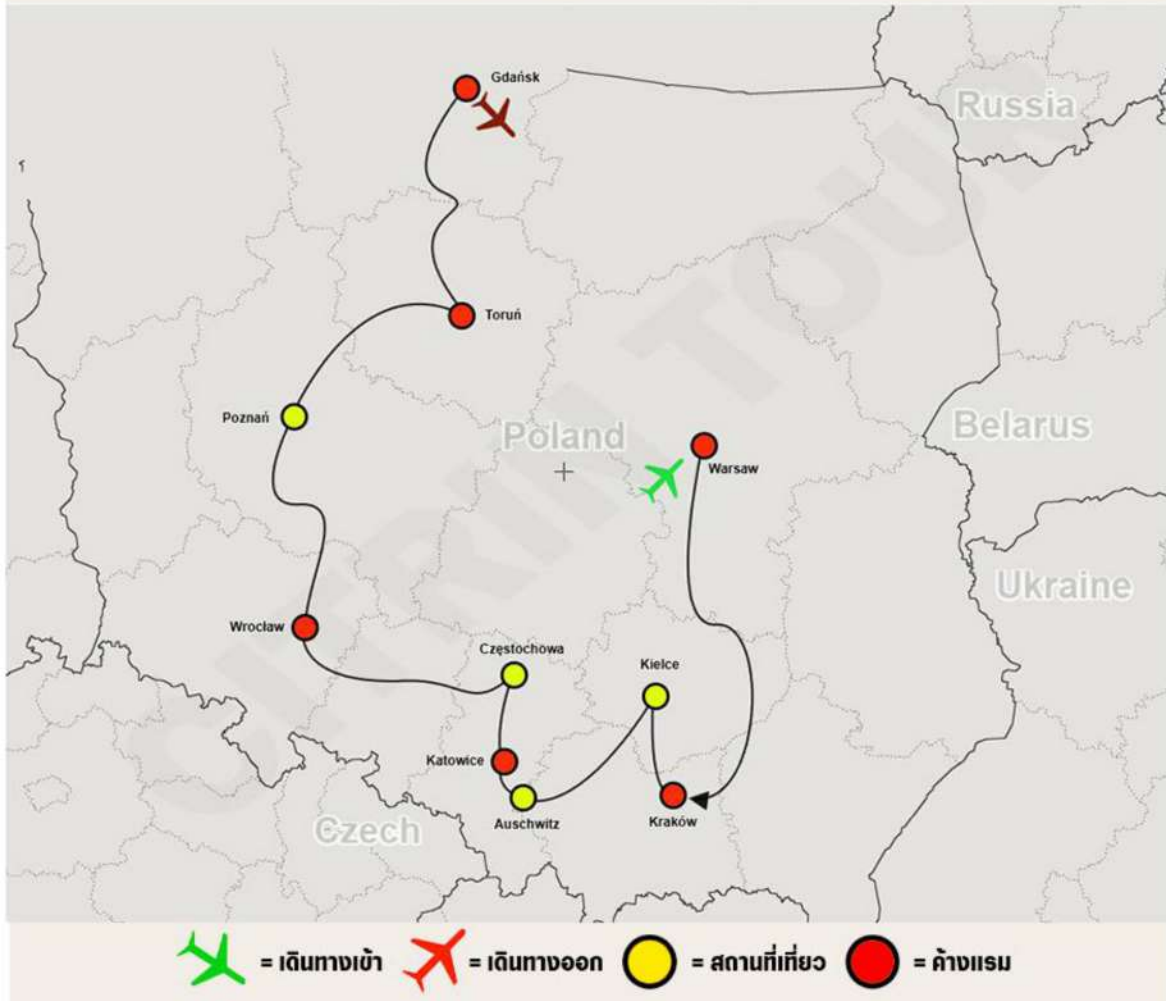 Gdańsk
Russia
Toruń
Poznań
Poland
Belarus
Warsaw
Ukraine
Wrocław
Częstochowa
Kielce
Katowice
Auschwitz
Kraków
Czech
CITRIN TOUR
= เดินทางเข้า = เดินทางออก = สถานที่เที่ยว = ค้างแรม